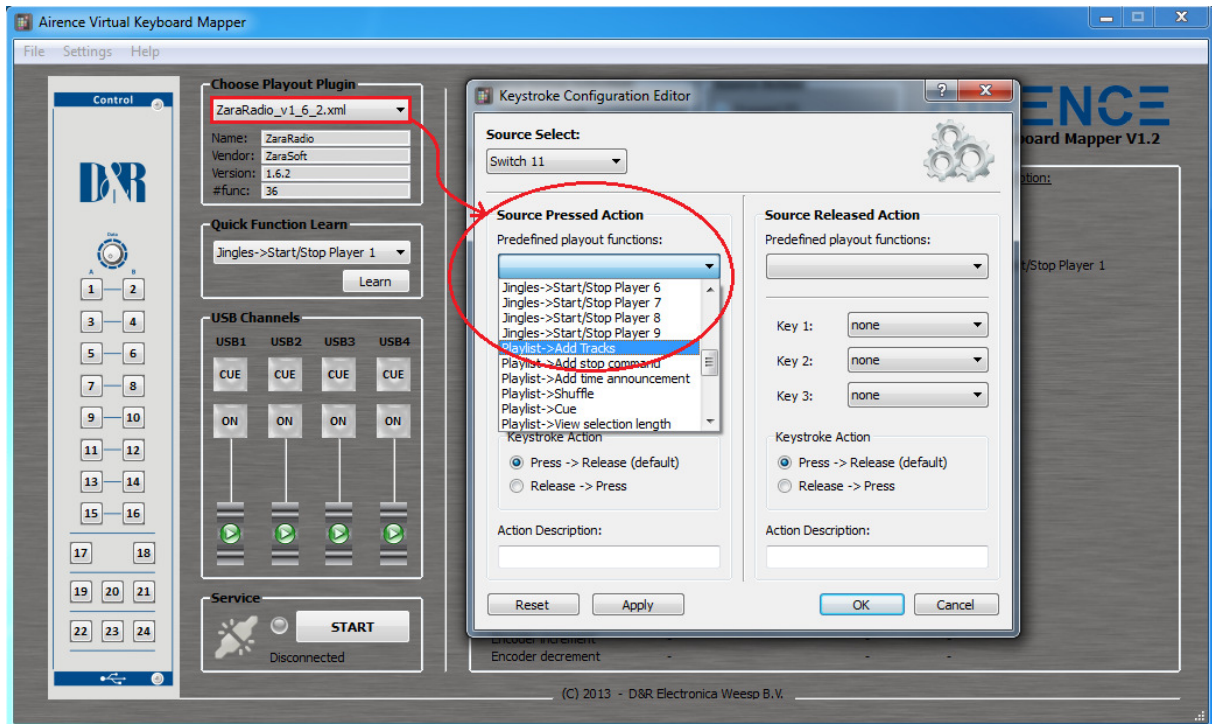 Airence Virtual Keyboard Mapper
File Settings Help
Control
D&R
Data
A B
1 2
3 4
5 6
7 8
9 10
11 12
13 14
15 16
17 18
19 20 21
22 23 24
Choose Playout Plugin
ZaraRadio_v1_6_2.xml
Name: ZaraRadio
Vendor: ZaraSoft
Version: 1.6.2
#func: 36
Quick Function Learn
Jingles->Start/Stop Player 1
Learn
USB Channels
USB1 USB2 USB3 USB4
CUE CUE CUE CUE
ON ON ON ON
Service
START
Disconnected
ENCE
oard Mapper V1.2
ption:
t/Stop Player 1
Keystroke Configuration Editor
Source Select:
Switch 11
Source Pressed Action
Predefined playout functions:
Jingles->Start/Stop Player 6
Jingles->Start/Stop Player 7
Jingles->Start/Stop Player 8
Jingles->Start/Stop Player 9
Playlist->Add Tracks
Playlist->Add stop command
Playlist->Add time announcement
Playlist->Shuffle
Playlist->Cue
Playlist->View selection length
Keystroke Action
Press -> Release (default)
Release -> Press
Action Description:
Source Released Action
Predefined playout functions:
Key 1: none
Key 2: none
Key 3: none
Keystroke Action
Press -> Release (default)
Release -> Press
Action Description:
Reset Apply OK Cancel
Encoder increment - - -
Encoder decrement - - -
(C) 2013 - D&R Electronica Weesp B.V.